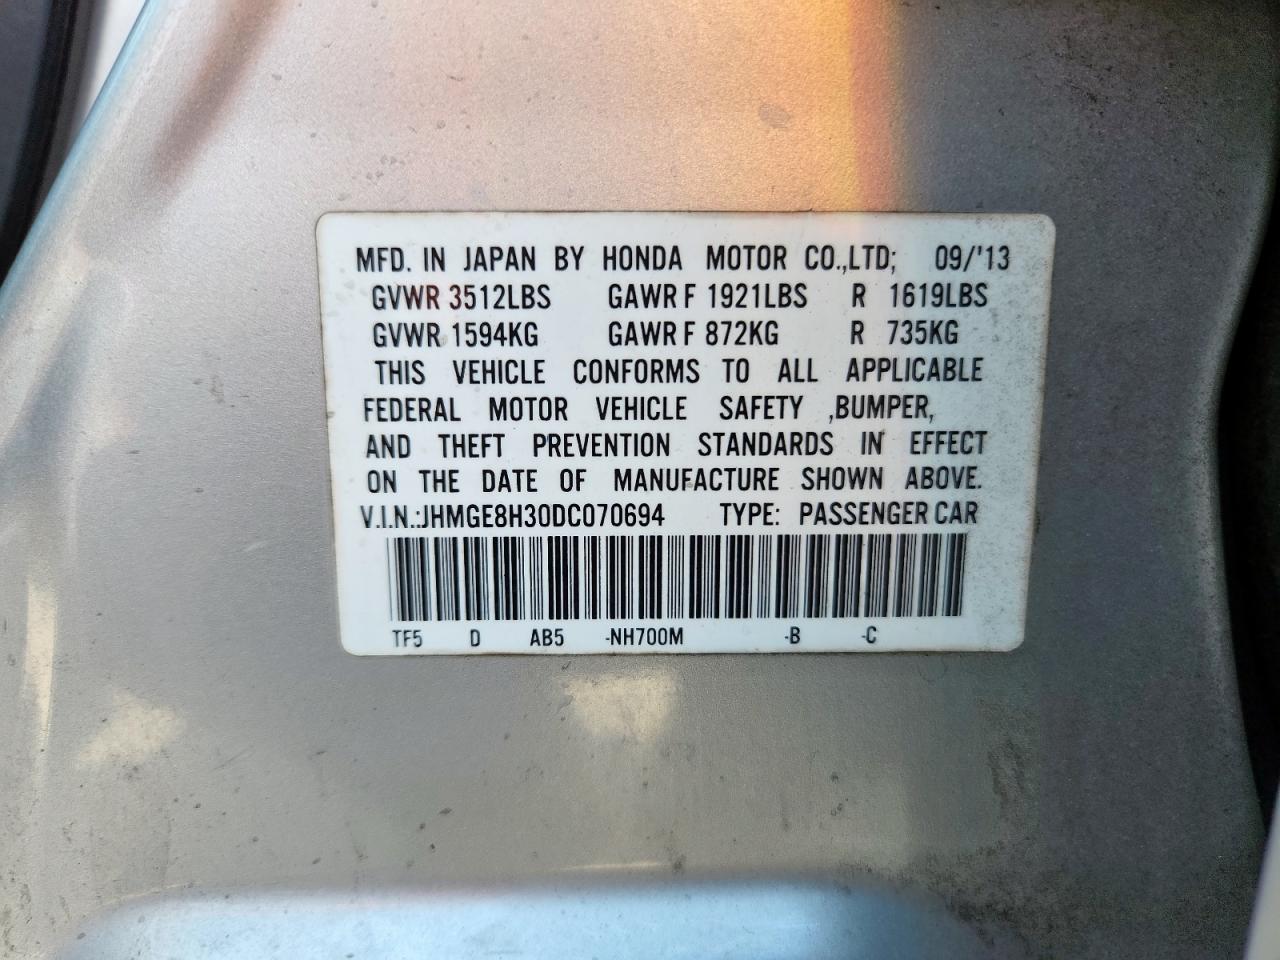 MFD. IN JAPAN BY HONDA MOTOR CO.,LTD; 09/'13
GVWR 3512LBS GAWR F 1921LBS R 1619LBS
GVWR 1594KG GAWR F 872KG R 735KG
THIS VEHICLE CONFORMS TO ALL APPLICABLE
FEDERAL MOTOR VEHICLE SAFETY ,BUMPER,
AND THEFT PREVENTION STANDARDS IN EFFECT
ON THE DATE OF MANUFACTURE SHOWN ABOVE.
V.I.N.:JHMGE8H30DC070694 TYPE: PASSENGER CAR
TF5 D AB5 -NH700M -B -C